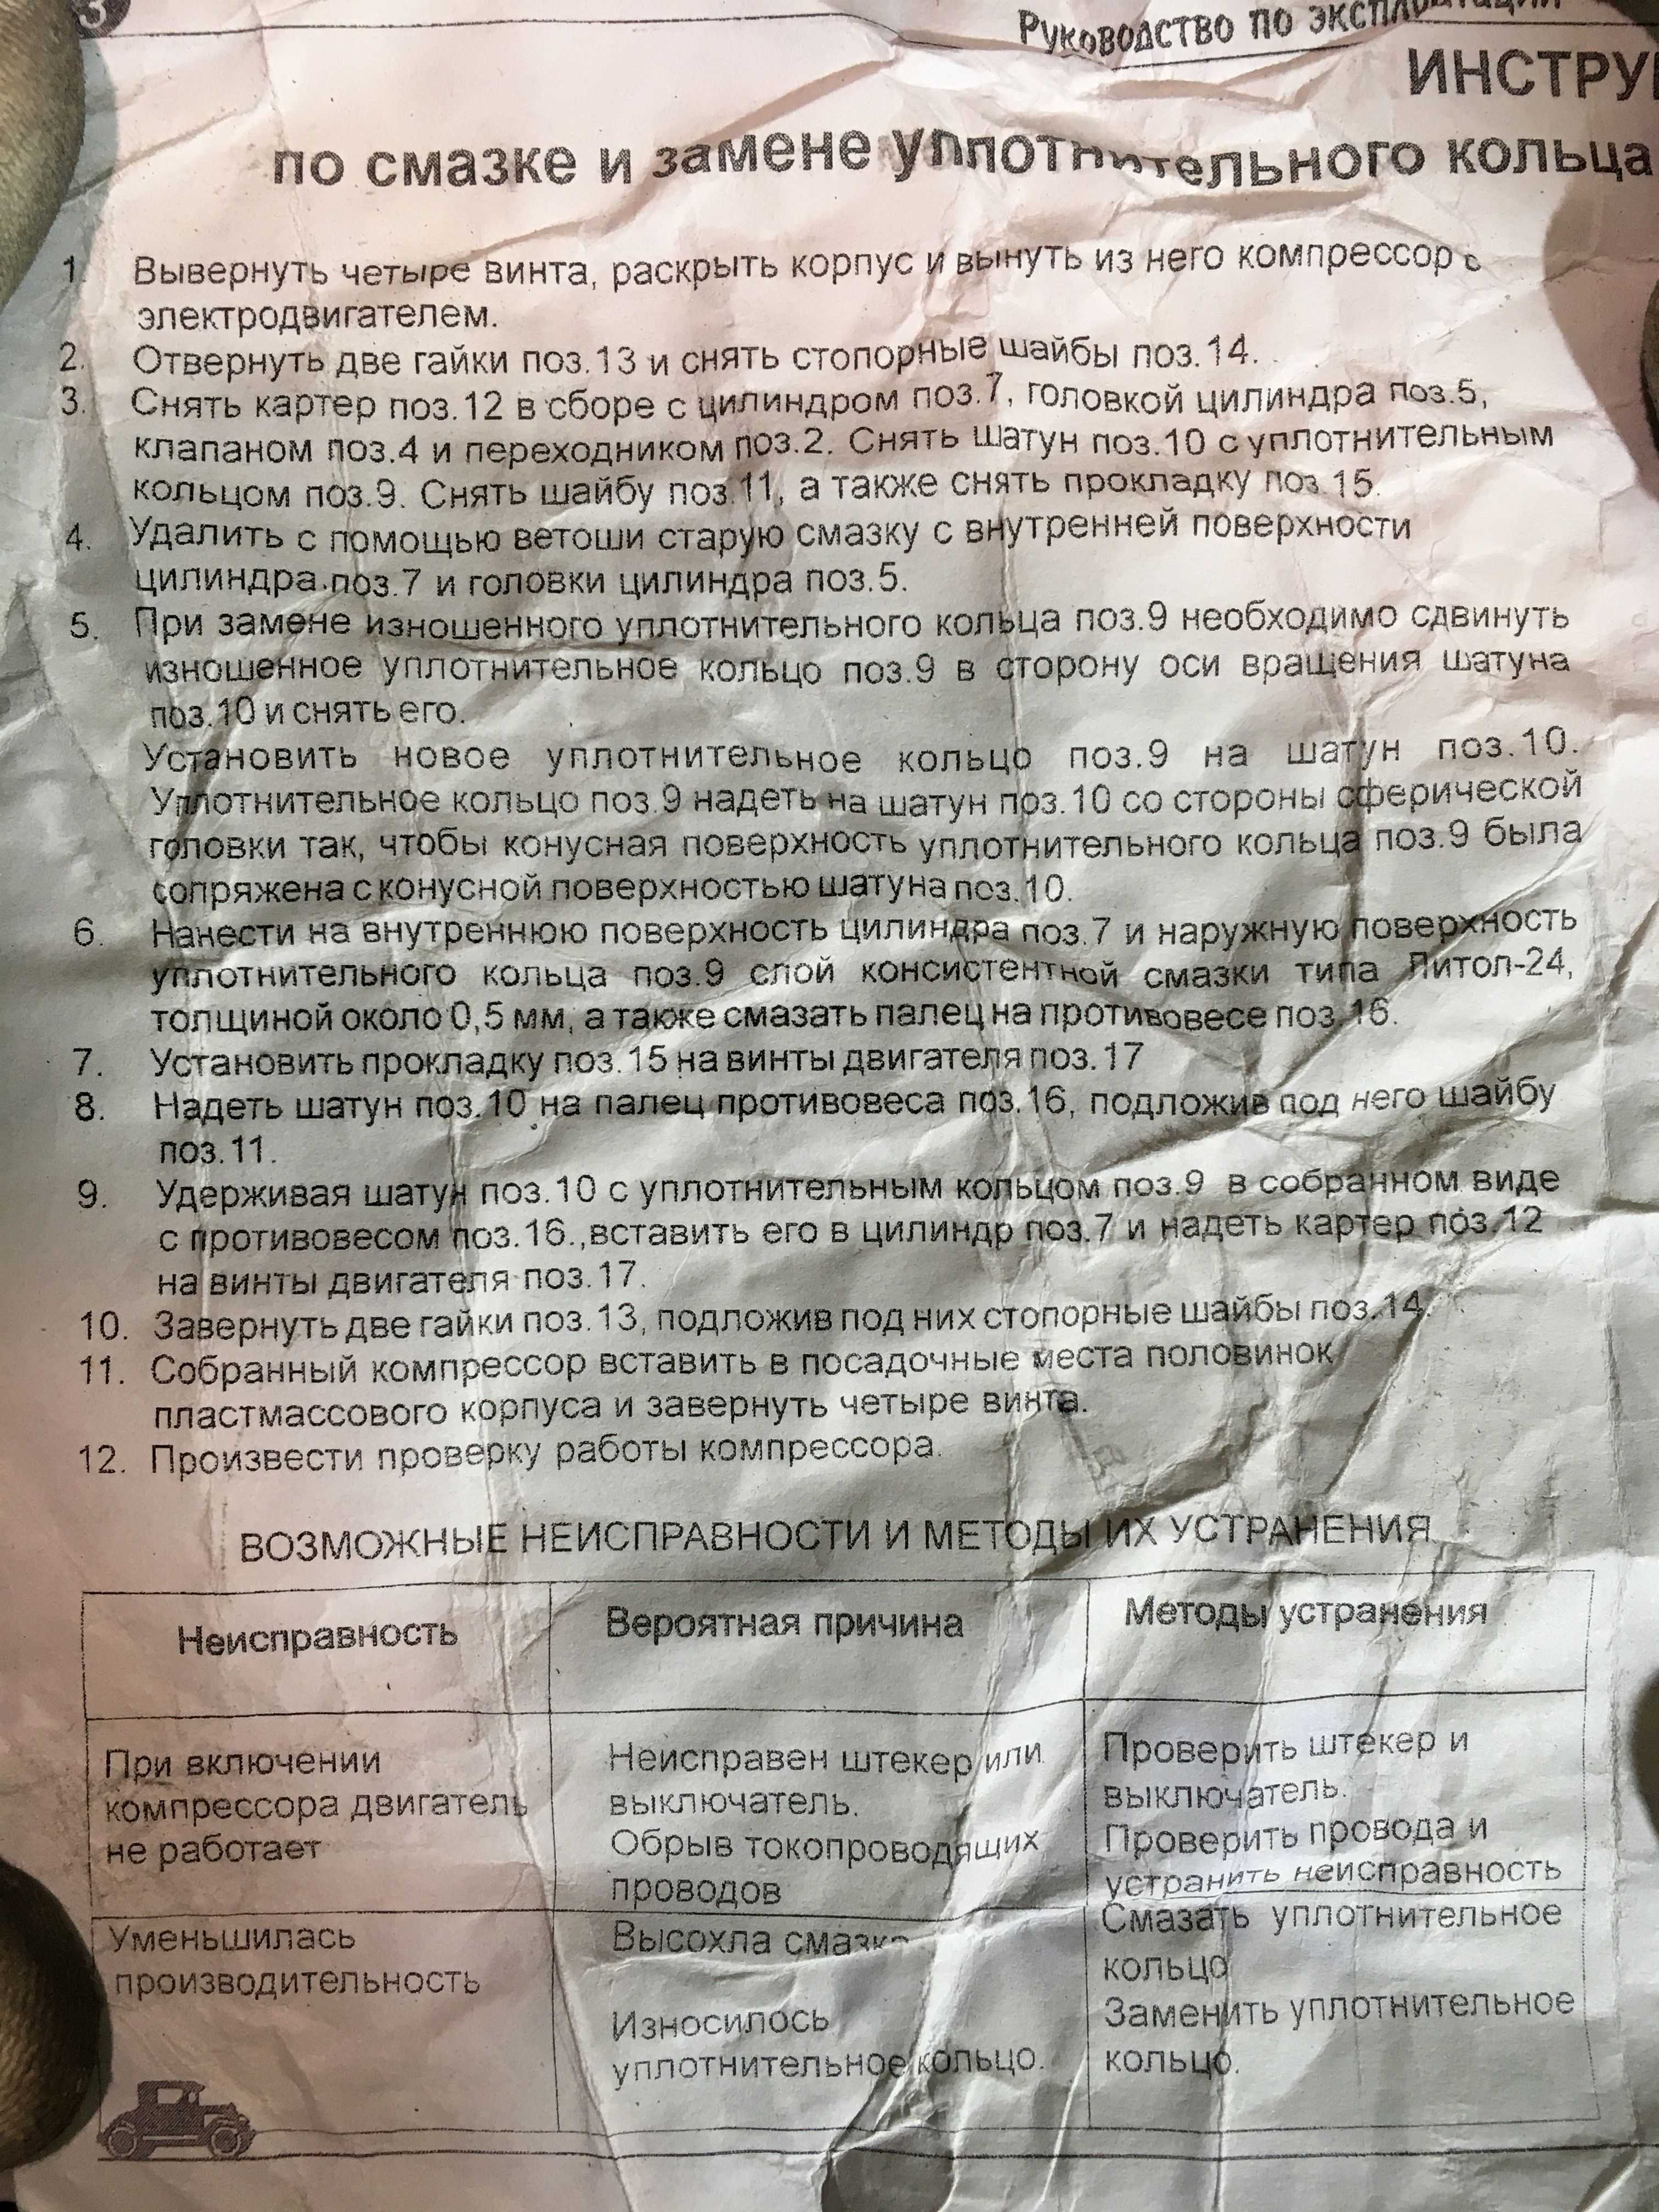 3
Руководство по эксплуатации
ИНСТРУ
по смазке и замене уплотнительного кольца
1. Вывернуть четыре винта, раскрыть корпус и вынуть из него компрессор с
электродвигателем.
2. Отвернуть две гайки поз.13 и снять стопорные шайбы поз.14.
3. Снять картер поз.12 в сборе с цилиндром поз.7, головкой цилиндра поз.5,
клапаном поз.4 и переходником поз.2. Снять шатун поз.10 с уплотнительным
кольцом поз.9. Снять шайбу поз.11, а также снять прокладку поз.15.
4. Удалить с помощью ветоши старую смазку с внутренней поверхности
цилиндра поз.7 и головки цилиндра поз.5.
5. При замене изношенного уплотнительного кольца поз.9 необходимо сдвинуть
изношенное уплотнительное кольцо поз.9 в сторону оси вращения шатуна
поз.10 и снять его.
Установить новое уплотнительное кольцо поз.9 на шатун поз.10.
Уплотнительное кольцо поз.9 надеть на шатун поз.10 со стороны сферической
головки так, чтобы конусная поверхность уплотнительного кольца поз.9 была
сопряжена с конусной поверхностью шатуна поз.10.
6. Нанести на внутреннюю поверхность цилиндра поз.7 и наружную поверхность
уплотнительного кольца поз.9 слой консистентной смазки типа Литол-24,
толщиной около 0,5 мм, а также смазать палец на противовесе поз.16.
7. Установить прокладку поз.15 на винты двигателя поз.17
8. Надеть шатун поз.10 на палец противовеса поз.16, подложив под него шайбу
поз.11.
9. Удерживая шатун поз.10 с уплотнительным кольцом поз.9 в собранном виде
с противовесом поз.16.,вставить его в цилиндр поз.7 и надеть картер поз.12
на винты двигателя поз.17.
10. Завернуть две гайки поз.13, подложив под них стопорные шайбы поз.14.
11. Собранный компрессор вставить в посадочные места половинок
пластмассового корпуса и завернуть четыре винта.
12. Произвести проверку работы компрессора.
ВОЗМОЖНЫЕ НЕИСПРАВНОСТИ И МЕТОДЫ ИХ УСТРАНЕНИЯ
Неисправность
Вероятная причина
Методы устранения
При включении
компрессора двигатель
не работает
Неисправен штекер или
выключатель.
Обрыв токопроводящих
проводов
Проверить штекер и
выключатель.
Проверить провода и
устранить неисправность
Уменьшилась
производительность
Высохла смазка
Износилось
уплотнительное кольцо.
Смазать уплотнительное
кольцо
Заменить уплотнительное
кольцо.